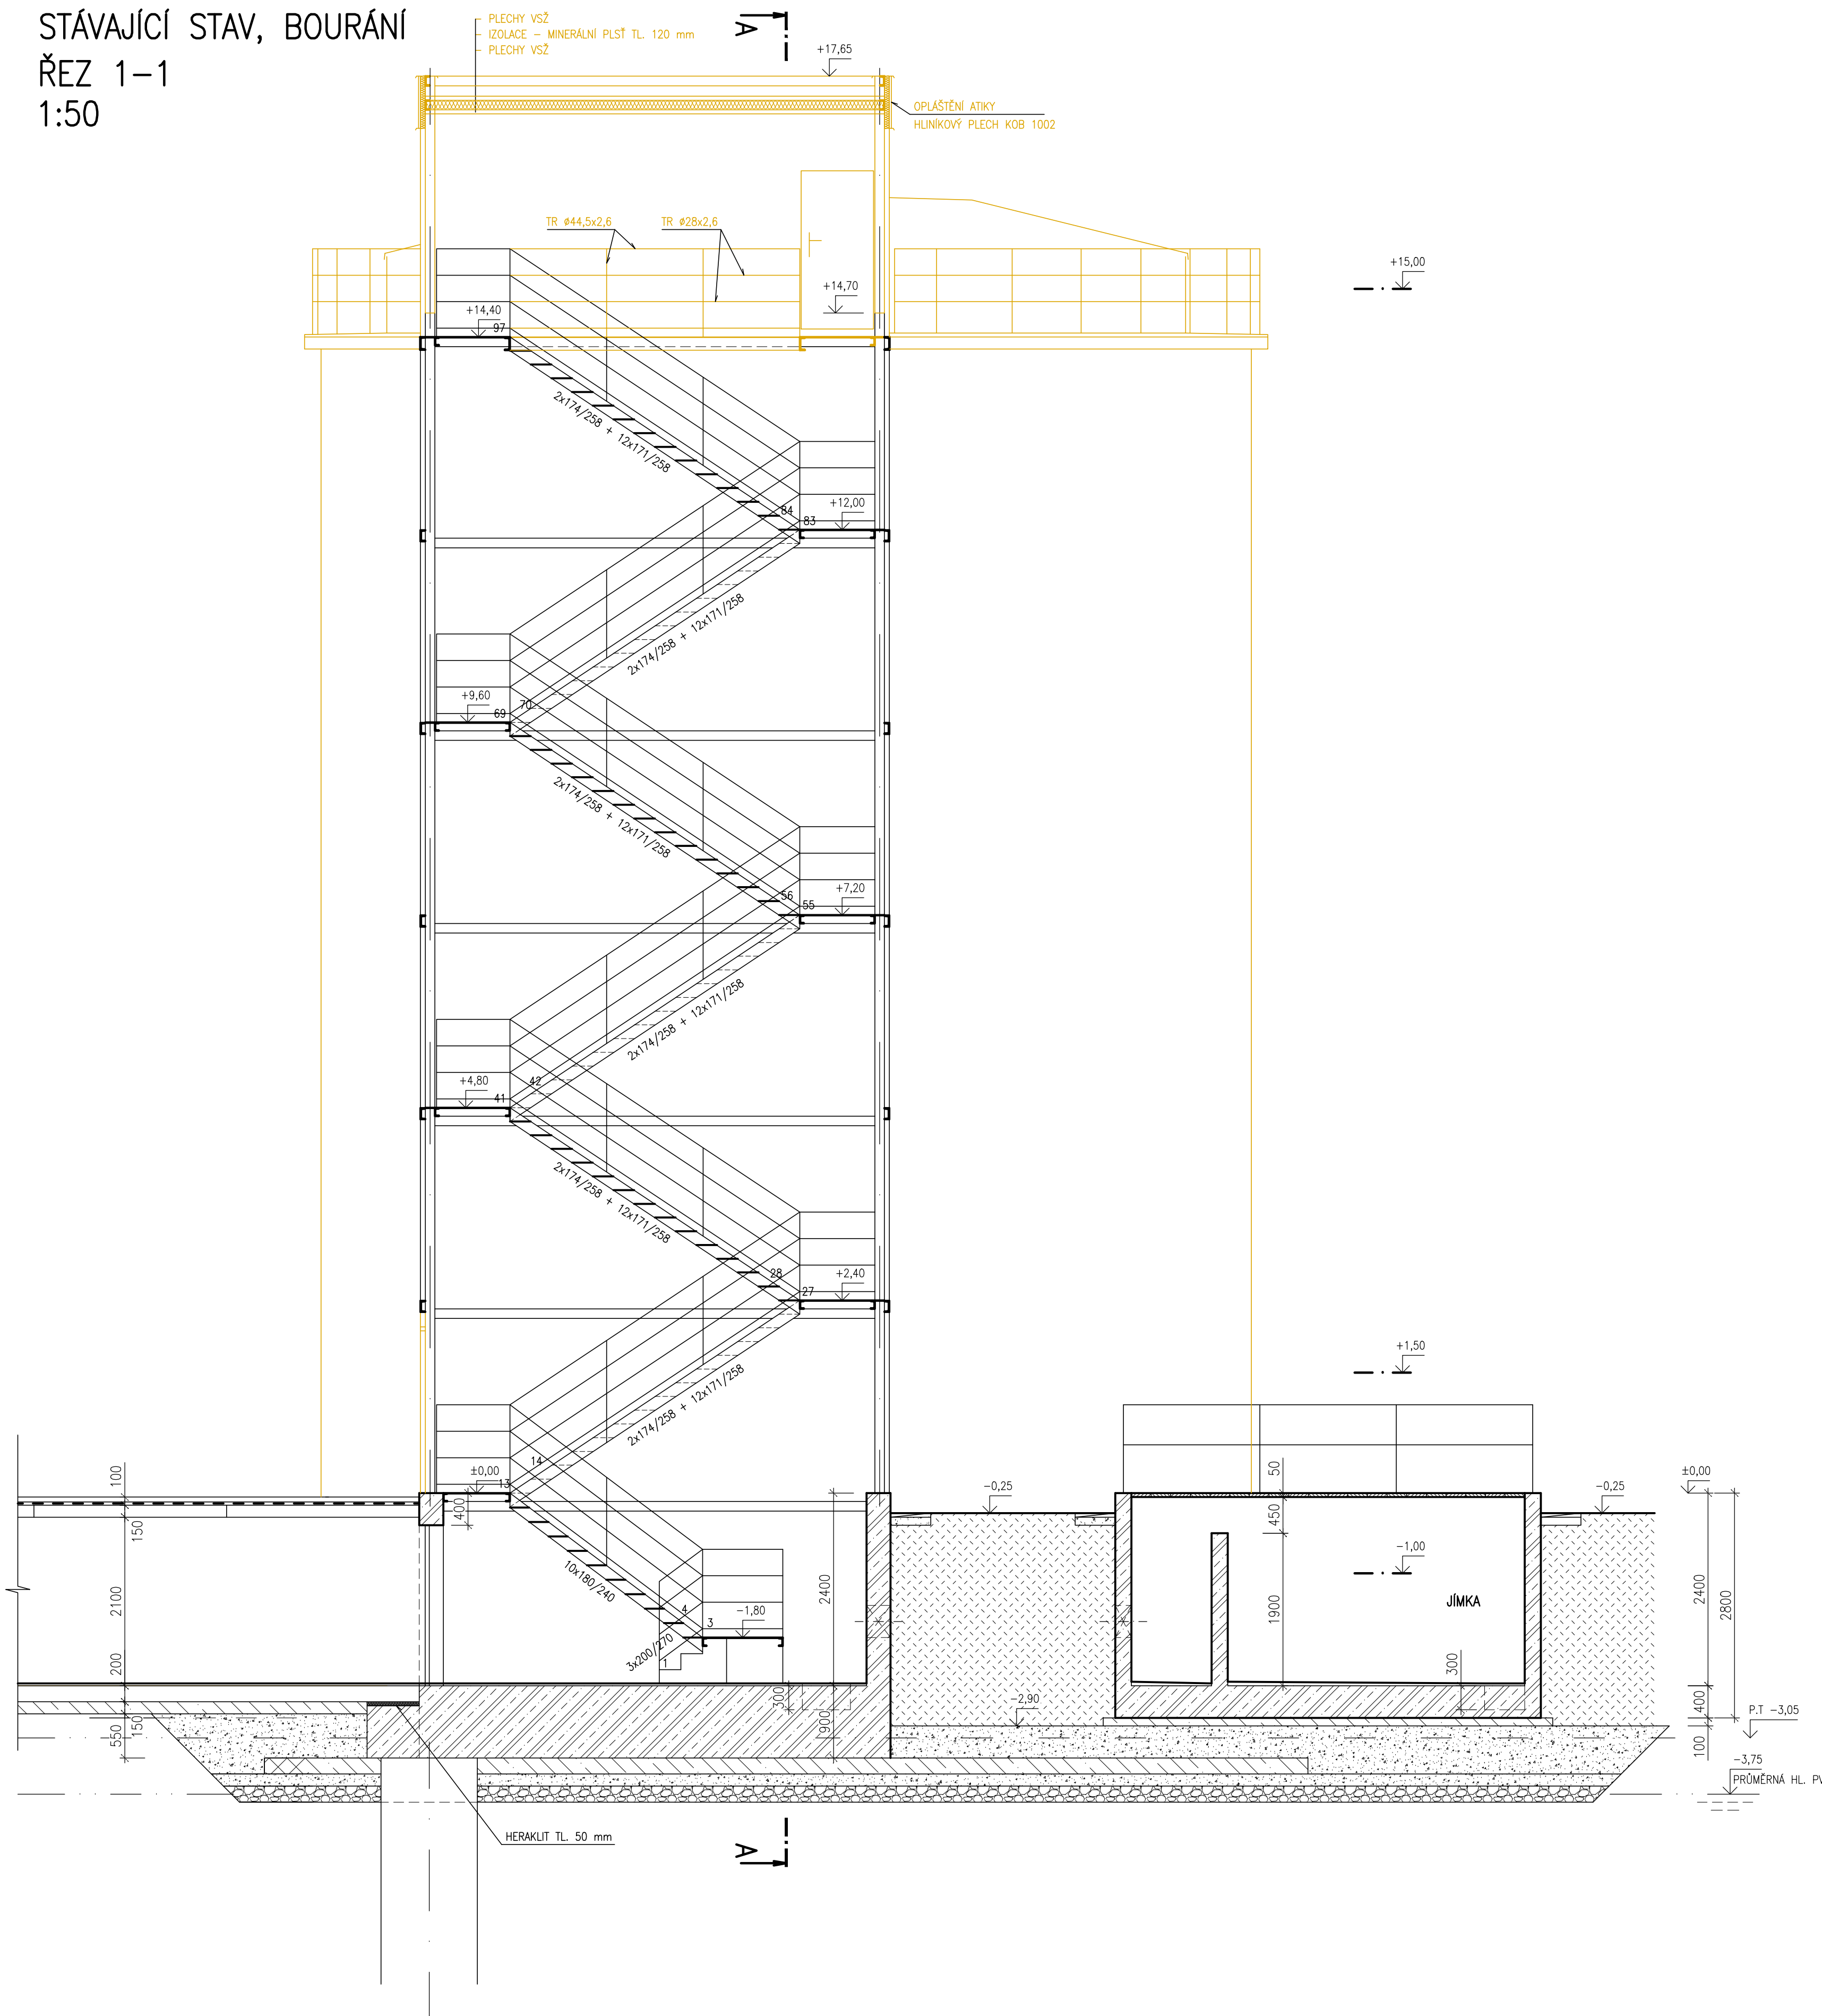 STÁVAJÍCÍ STAV, BOURÁNÍ
ŘEZ 1-1
1:50
PLECHY VSŽ
IZOLACE - MINERÁLNÍ PLSŤ TL. 120 mm
PLECHY VSŽ
A
+17,65
OPLÁŠTĚNÍ ATIKY
HLINÍKOVÝ PLECH KOB 1002
TR ø44,5x2,6
TR ø28x2,6
+15,00
+14,70
+14,40
97
2x174/258 + 12x171/258
+12,00
84
83
2x174/258 + 12x171/258
+9,60
70
69
2x174/258 + 12x171/258
+7,20
56
55
2x174/258 + 12x171/258
+4,80
42
41
2x174/258 + 12x171/258
+2,40
28
27
2x174/258 + 12x171/258
+1,50
14
13
±0,00
400
10x180/240
4
3
-1,80
3x200/270
1
100
150
2100
200
550
150
2400
300
900
-0,25
-2,90
50
450
1900
-1,00
JÍMKA
300
-0,25
±0,00
2400
2800
400
100
P.T -3,05
-3,75
PRŮMĚRNÁ HL.
HERAKLIT TL. 50 mm
A